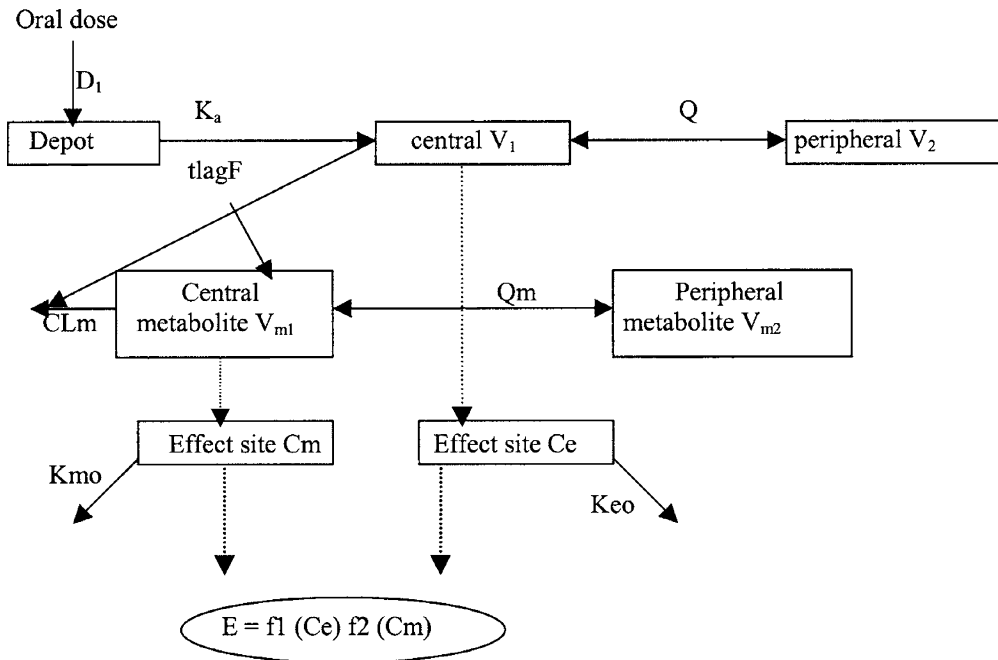 Oral dose
D₁
Depot
Kₐ
central V₁
Q
peripheral V₂
tlagF
Central
metabolite Vₘ₁
CLm
Qm
Peripheral
metabolite Vₘ₂
Effect site Cm
Effect site Ce
Kmo
Keo
E = f1 (Ce) f2 (Cm)